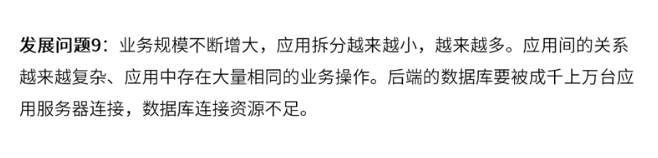 发展问题9：业务规模不断增大，应用拆分越来越小，越来越多。应用间的关系
越来越复杂、应用中存在大量相同的业务操作。后端的数据库要被成千上万台应
用服务器连接，数据库连接资源不足。